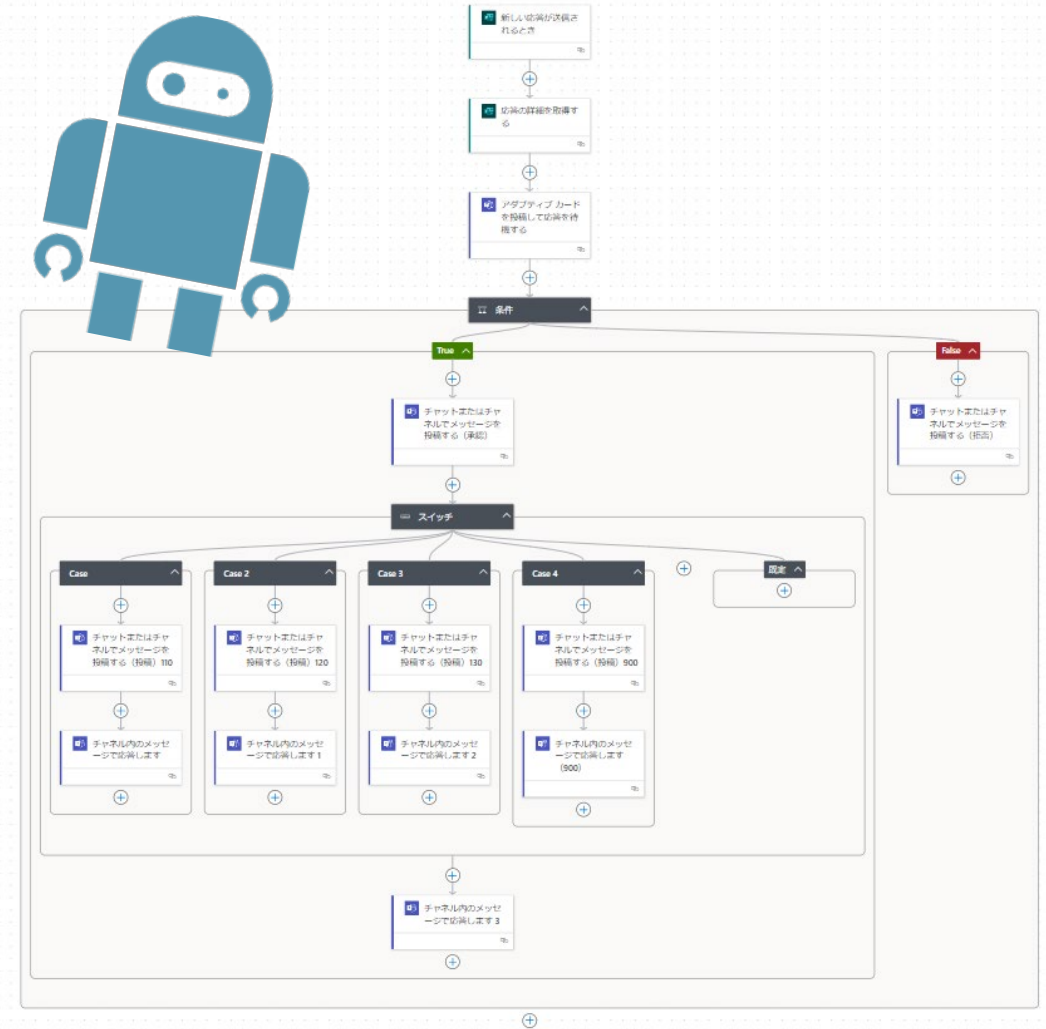 新しい応答が送信さ
れるとき
応答の詳細を取得す
る
アダプティブ カード
を投稿して応答を待
機する
条件
True
False
チャットまたはチャ
ネルでメッセージを
投稿する（承認）
チャットまたはチャ
ネルでメッセージを
投稿する（拒否）
スイッチ
Case
Case 2
Case 3
Case 4
既定
チャットまたはチャ
ネルでメッセージを
投稿する（投稿）110
チャットまたはチャ
ネルでメッセージを
投稿する（投稿）120
チャットまたはチャ
ネルでメッセージを
投稿する（投稿）130
チャットまたはチャ
ネルでメッセージを
投稿する（投稿）900
チャネル内のメッセ
ージで応答します
チャネル内のメッセ
ージで応答します 1
チャネル内のメッセ
ージで応答します 2
チャネル内のメッセ
ージで応答します
（900）
チャネル内のメッセ
ージで応答します 3